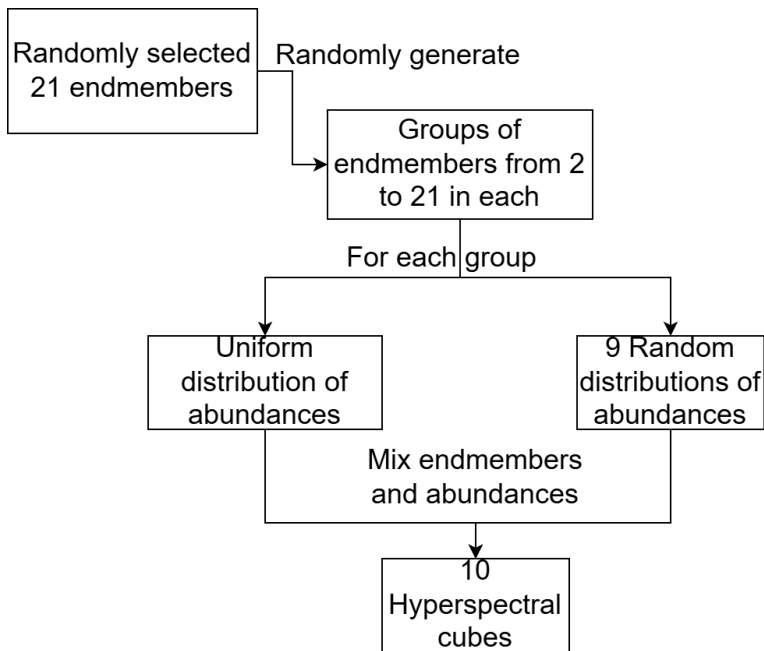 Randomly selected
21 endmembers
Randomly generate
Groups of
endmembers from 2
to 21 in each
For each group
Uniform
distribution of
abundances
9 Random
distributions of
abundances
Mix endmembers
and abundances
10
Hyperspectral
cubes